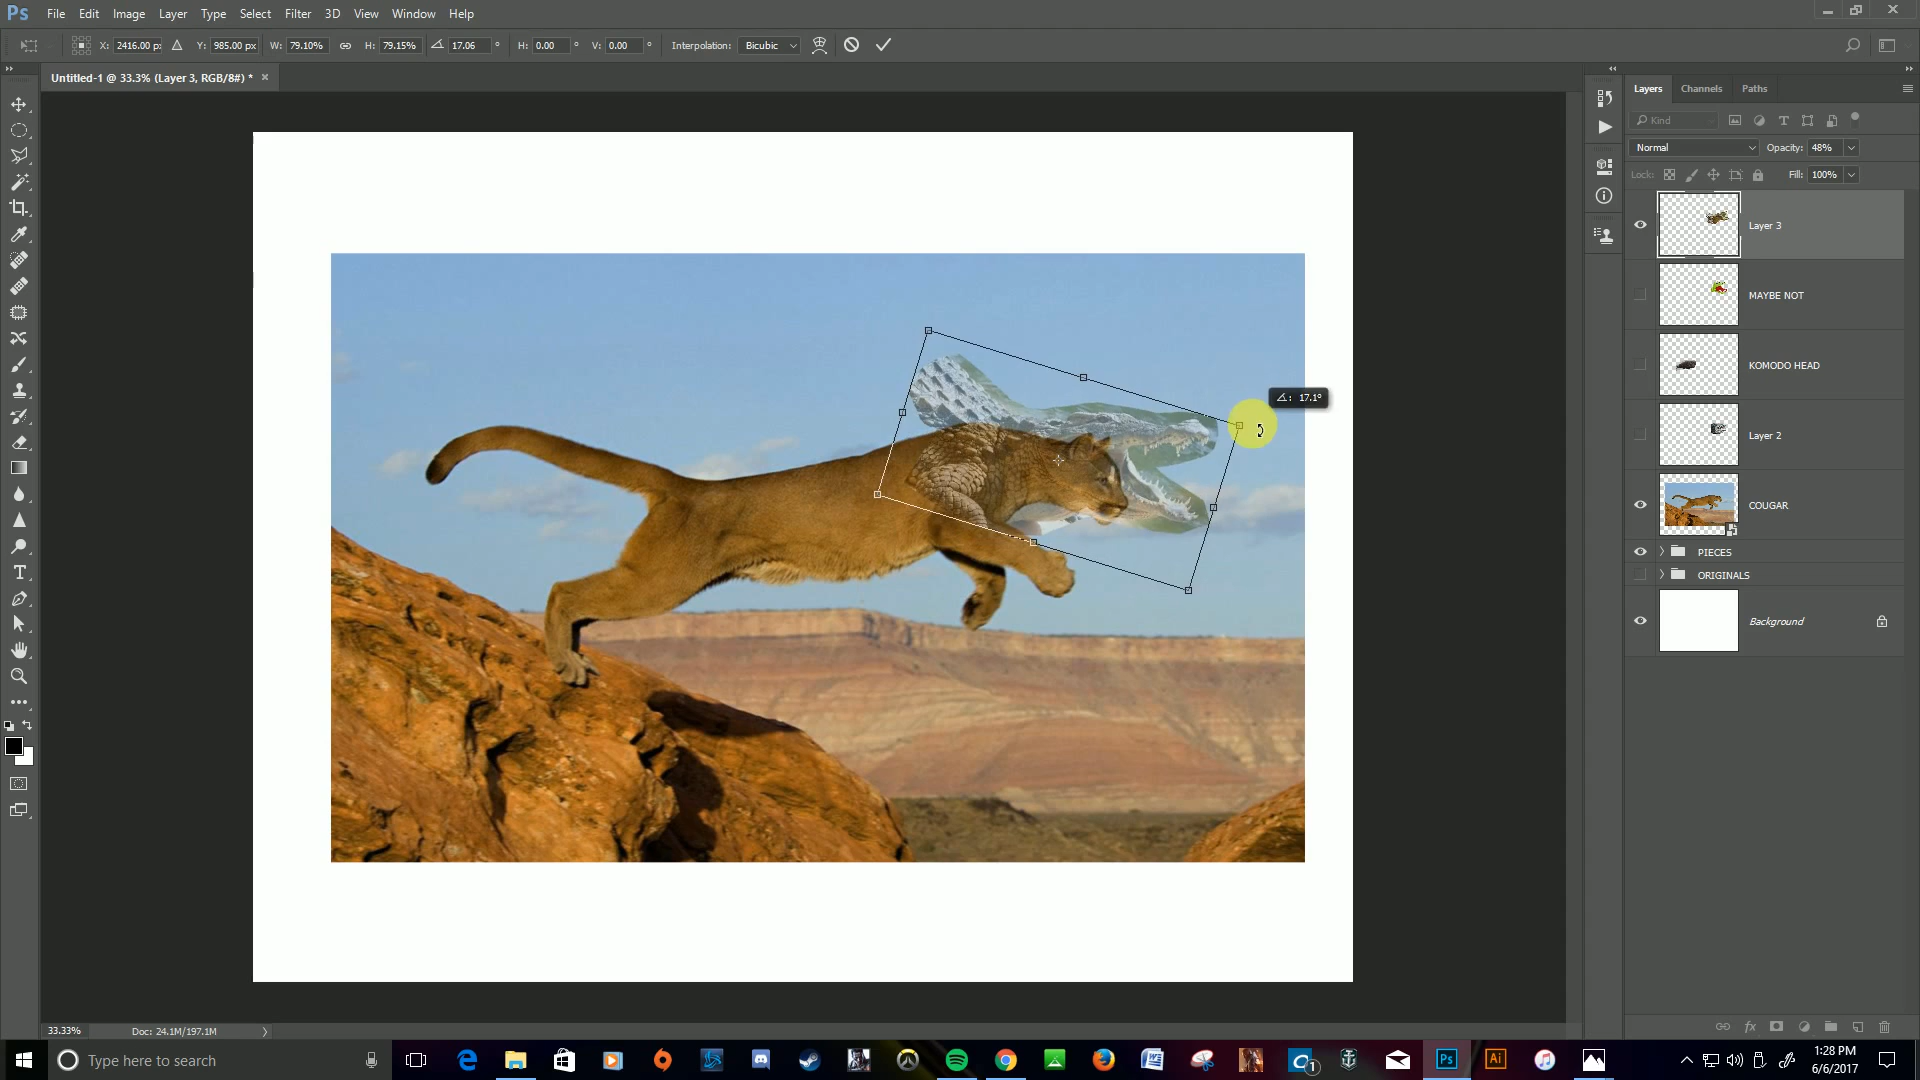 Ps File Edit Image Layer Type Select Filter 3D View Window Help
X: 2416.00 px Y: 985.00 px W: 79.10% H: 79.15% 17.06 ° H: 0.00 ° V: 0.00 ° Interpolation: Bicubic
Untitled-1 @ 33.3% (Layer 3, RGB/8#) * ×
Layers Channels Paths
Kind
Normal Opacity: 48%
Lock: Fill: 100%
Layer 3
MAYBE NOT
KOMODO HEAD
Layer 2
COUGAR
PIECES
ORIGINALS
Background
17.1°
33.33% Doc: 24.1M/197.1M
Type here to search
Ps Ai
1:28 PM
6/6/2017